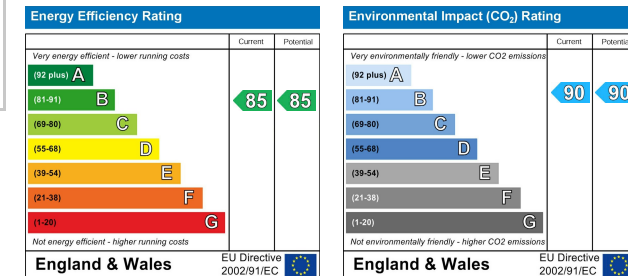 Energy Efficiency Rating
Current Potential
Very energy efficient - lower running costs
(92 plus) A
(81-91) B
(69-80) C
(55-68) D
(39-54) E
(21-38) F
(1-20) G
85 85
Not energy efficient - higher running costs
England & Wales
EU Directive
2002/91/EC
Environmental Impact (CO₂) Rating
Current Potential
Very environmentally friendly - lower CO2 emissions
(92 plus) A
(81-91) B
(69-80) C
(55-68) D
(39-54) E
(21-38) F
(1-20) G
90 90
Not environmentally friendly - higher CO2 emissions
England & Wales
EU Directive
2002/91/EC